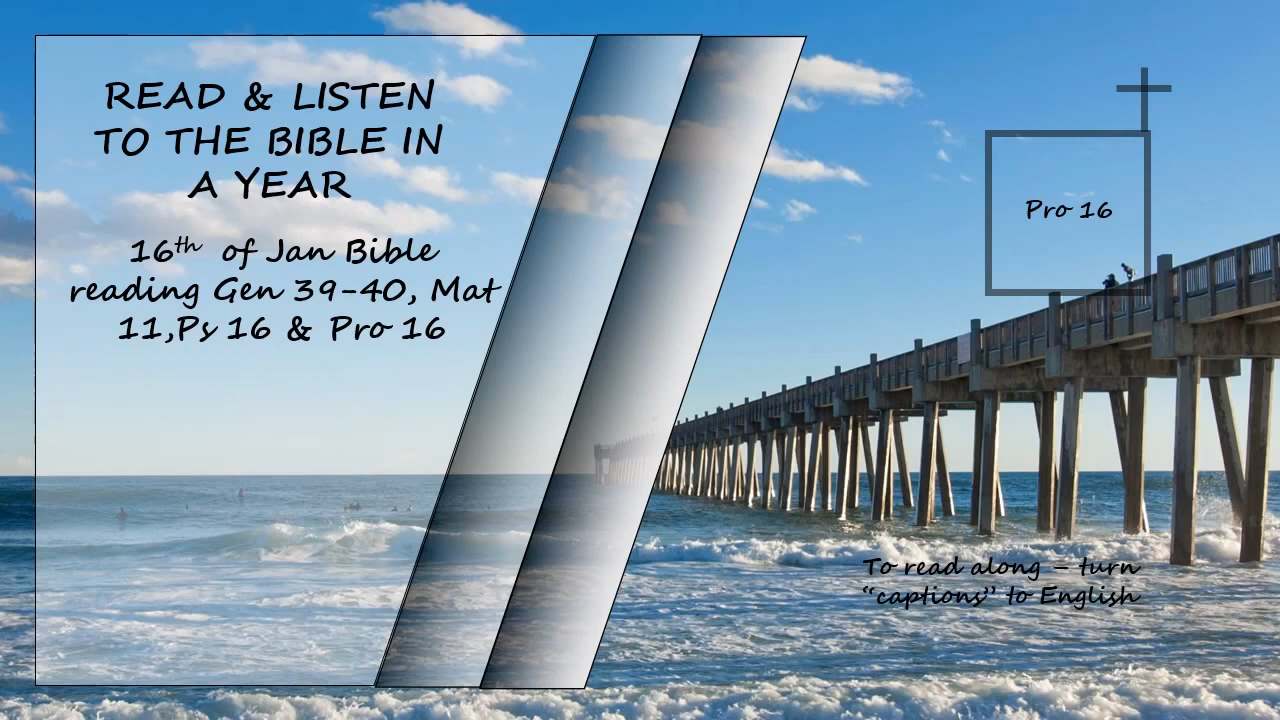 READ & LISTEN
TO THE BIBLE IN
A YEAR
16th of Jan Bible
reading Gen 39-40, Mat
11,Ps 16 & Pro 16
Pro 16
To read along – turn
“captions” to English